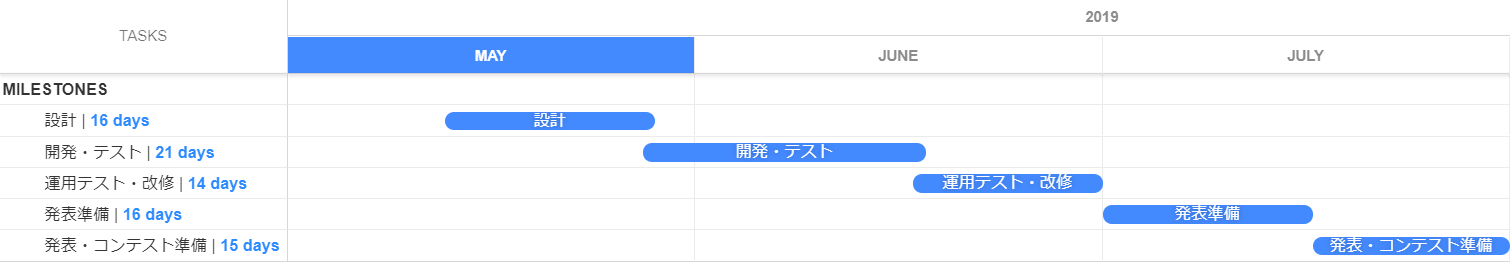 2019
TASKS
MAY JUNE JULY
MILESTONES
設計 | 16 days 設計
開発・テスト | 21 days 開発・テスト
運用テスト・改修 | 14 days 運用テスト・改修
発表準備 | 16 days 発表準備
発表・コンテスト準備 | 15 days 発表・コンテスト準備